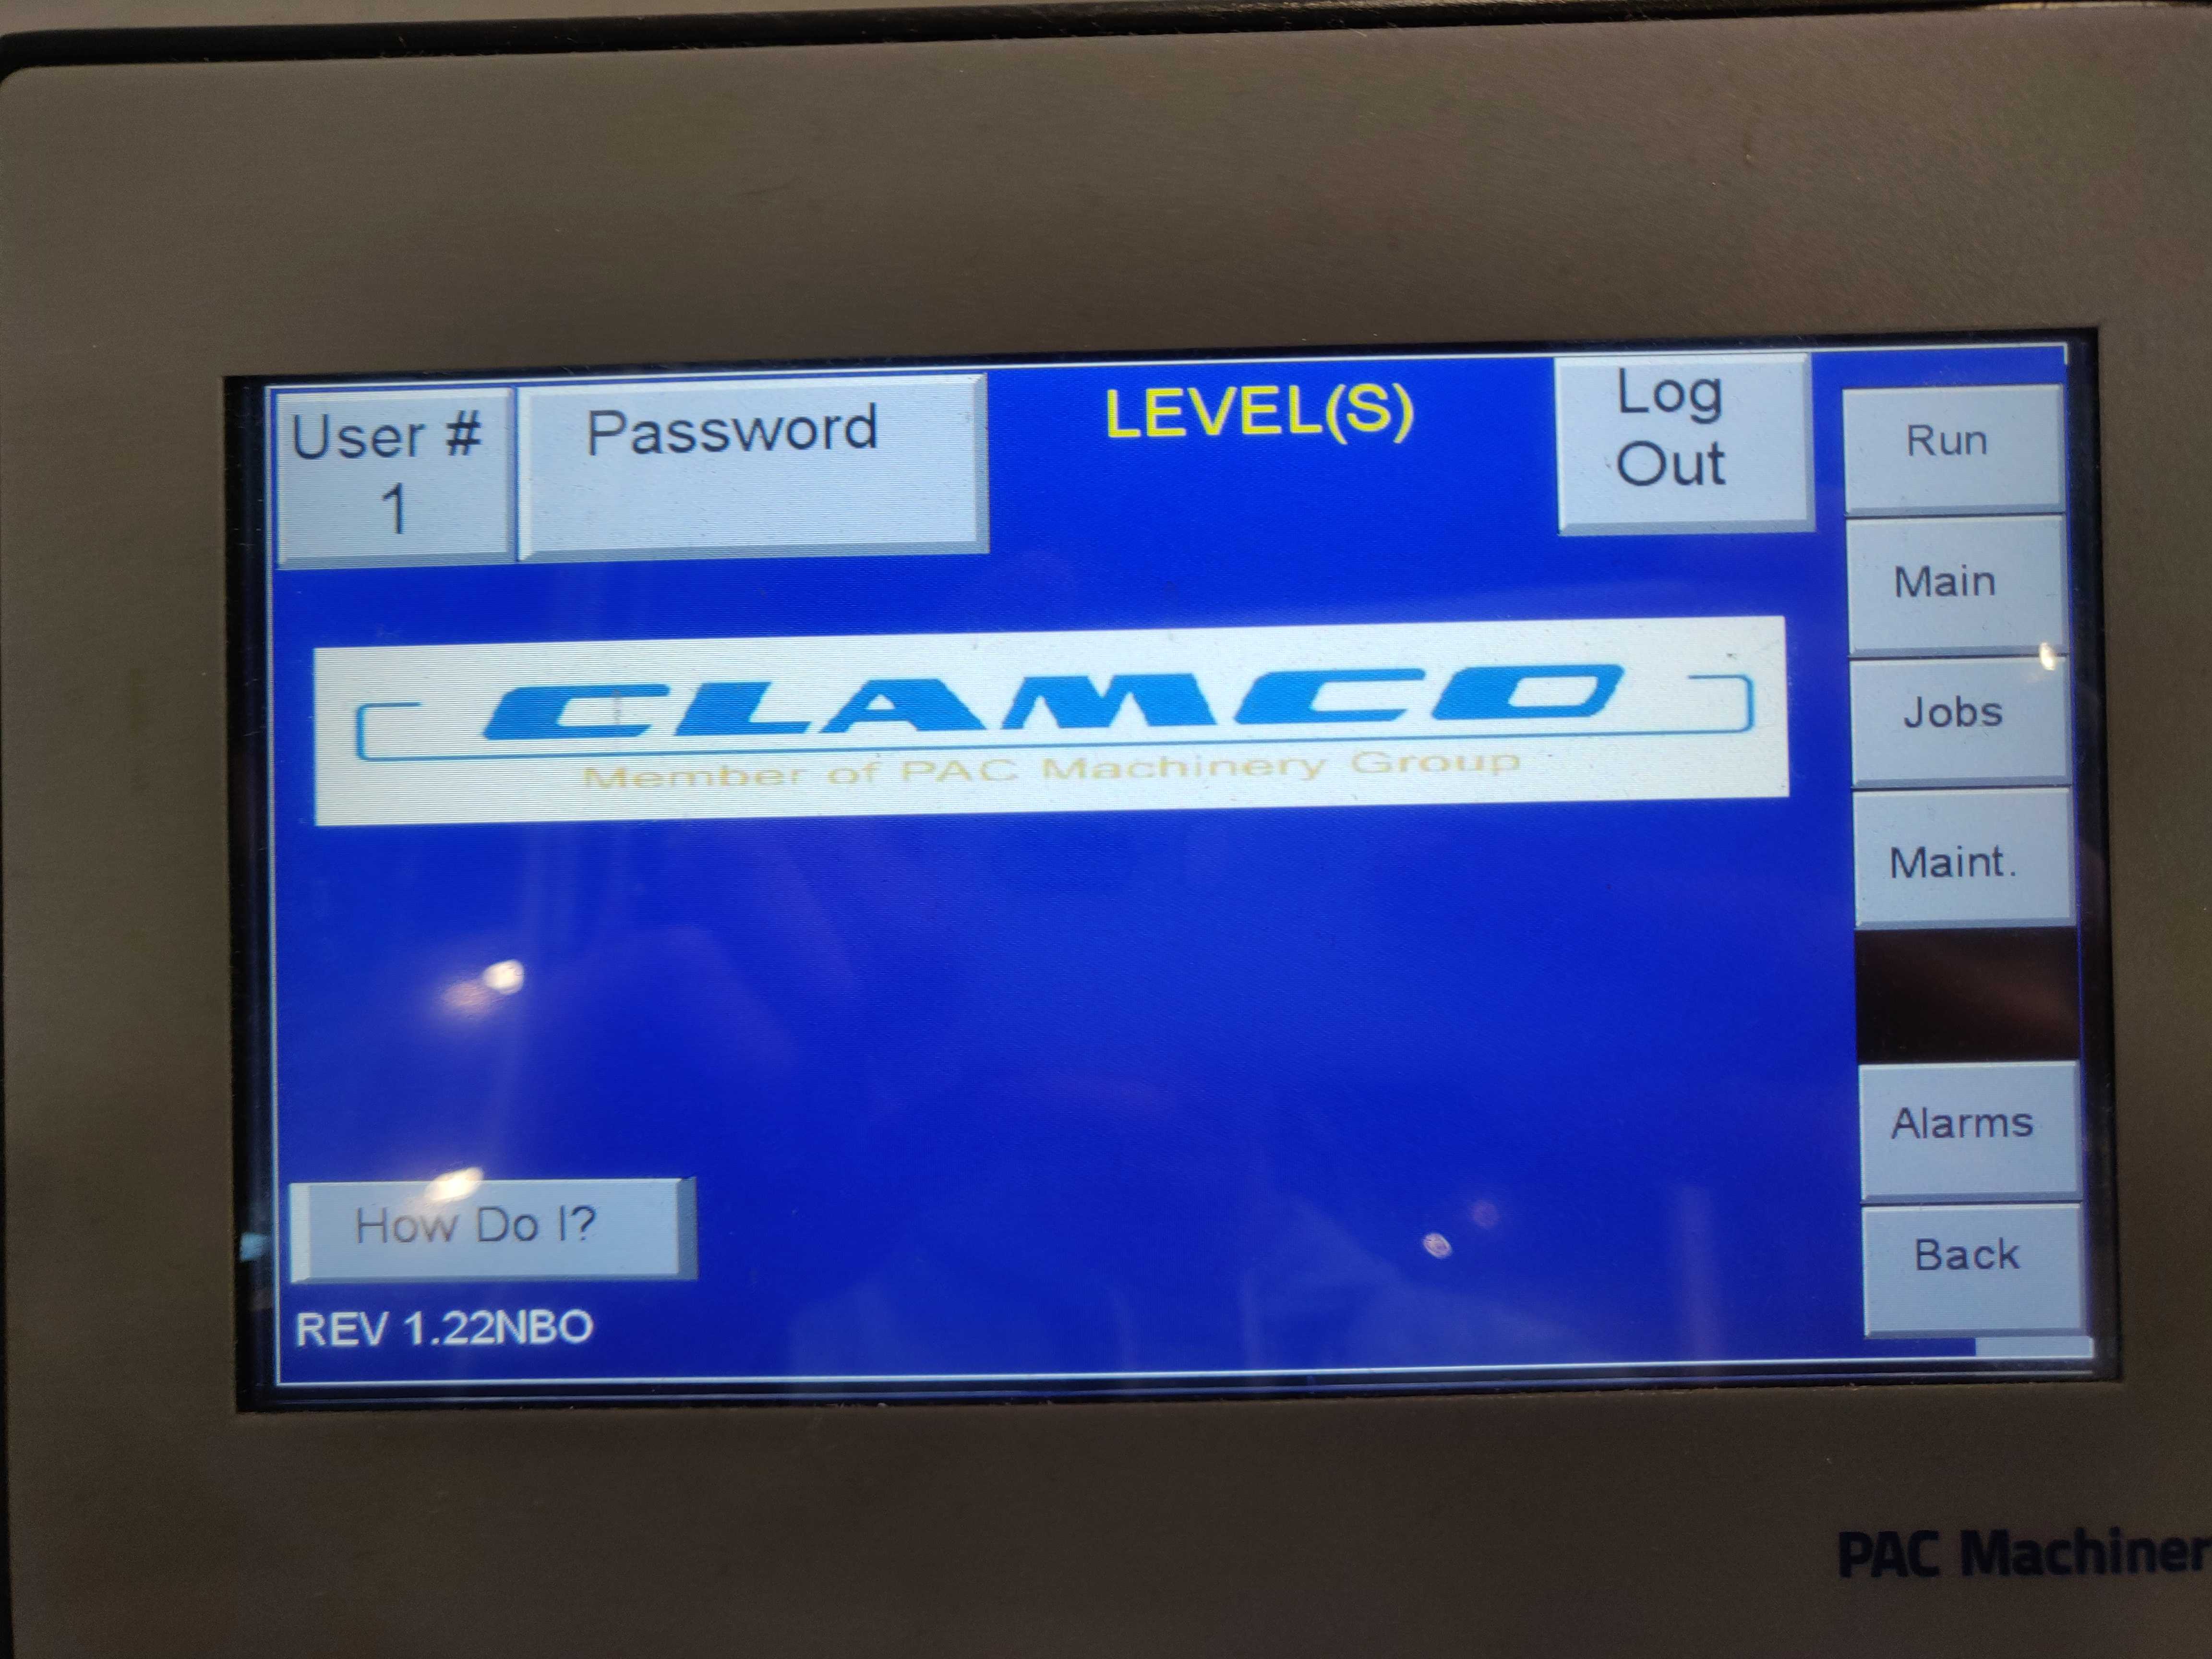 User #
1
Password
LEVEL(S)
Log
Out
Run
Main
Jobs
Maint.
Alarms
Back
CLAMCO
Member of PAC Machinery Group
How Do I?
REV 1.22NBO
PAC Machiner